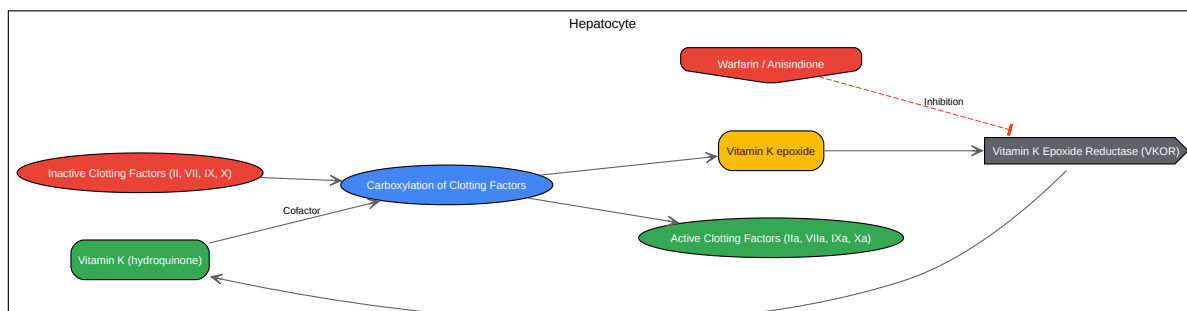 Hepatocyte
Warfarin / Anisindione
Inhibition
Vitamin K epoxide
Vitamin K Epoxide Reductase (VKOR)
Inactive Clotting Factors (II, VII, IX, X)
Carboxylation of Clotting Factors
Cofactor
Active Clotting Factors (IIa, VIIa, IXa, Xa)
Vitamin K (hydroquinone)